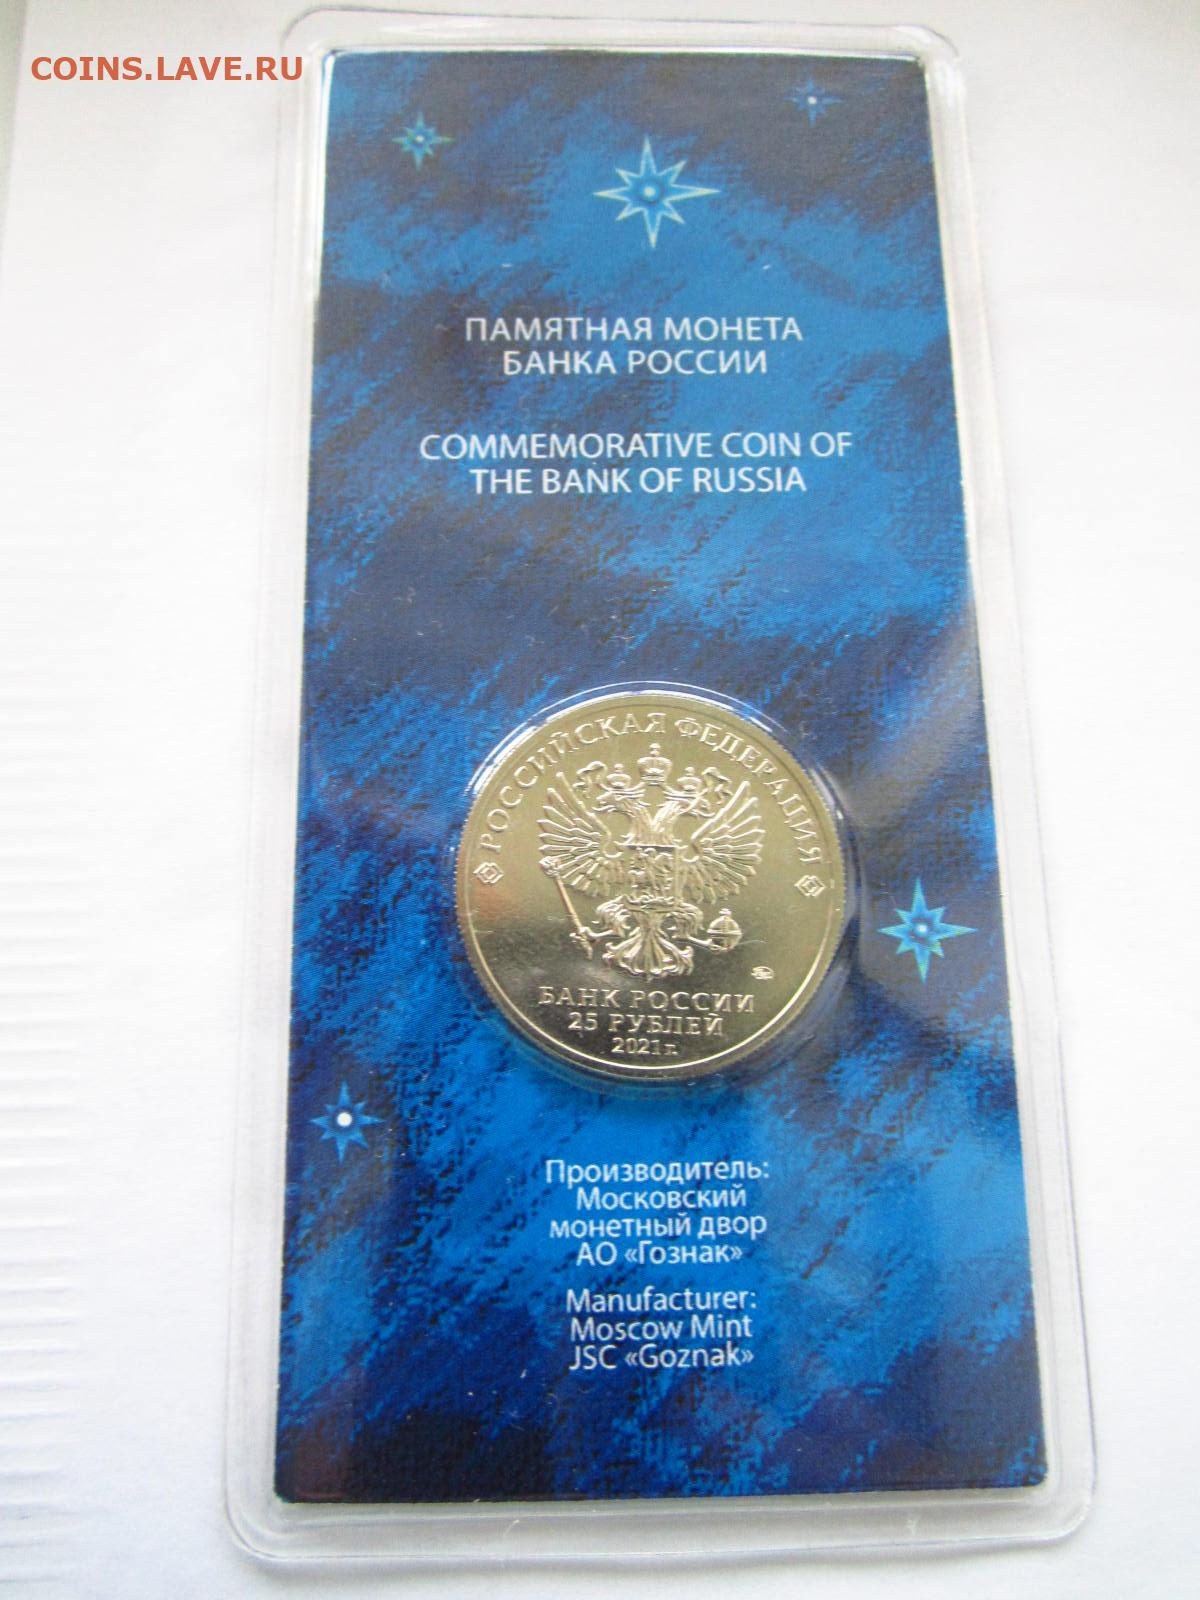 COINS.LAVE.RU
ПАМЯТНАЯ МОНЕТА
БАНКА РОССИИ
COMMEMORATIVE COIN OF
THE BANK OF RUSSIA
РОССИЙСКАЯ ФЕДЕРАЦИЯ
БАНК РОССИИ
25 РУБЛЕЙ
2021 г.
Производитель:
Московский
монетный двор
АО «Гознак»
Manufacturer:
Moscow Mint
JSC «Goznak»